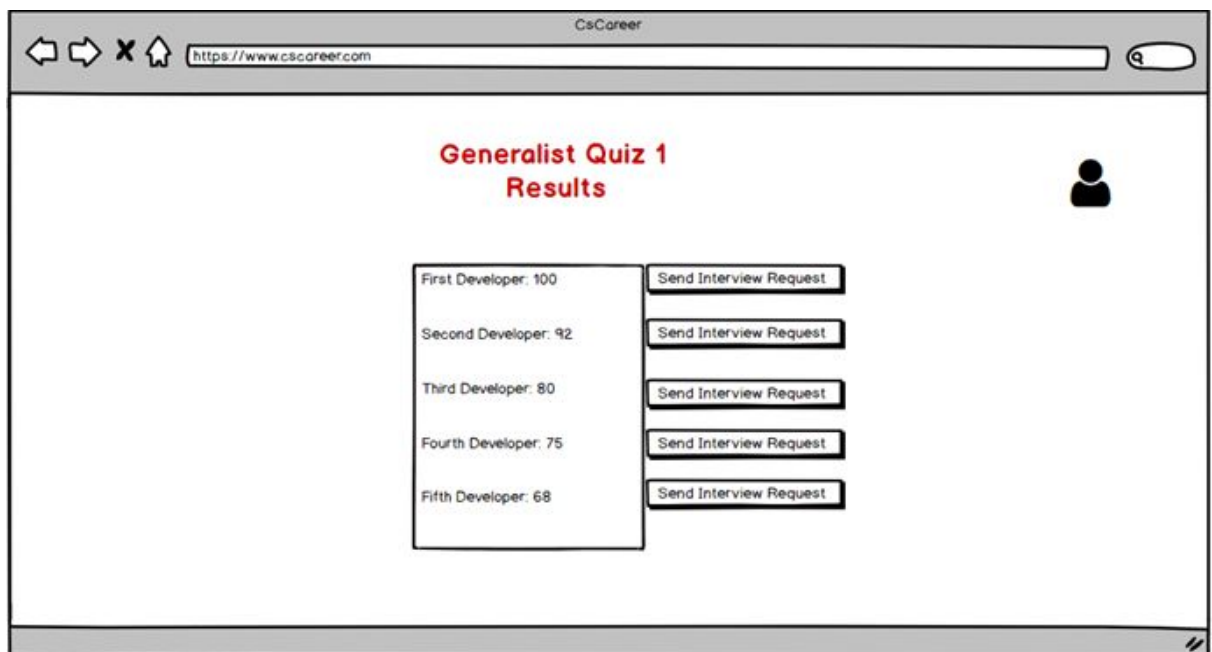 CsCareer
https://www.cscareer.com
Generalist Quiz 1
Results
First Developer: 100 Send Interview Request
Second Developer: 92 Send Interview Request
Third Developer: 80 Send Interview Request
Fourth Developer: 75 Send Interview Request
Fifth Developer: 68 Send Interview Request